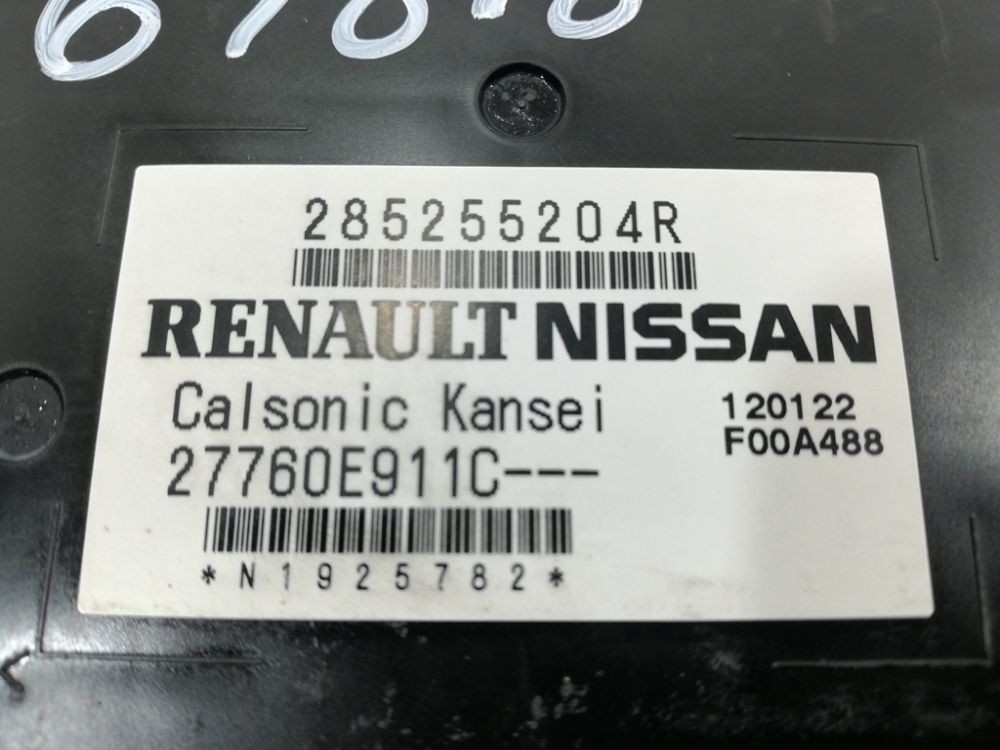 285255204R
RENAULT NISSAN
Calsonic Kansei
27760E911C---
120122
F00A488
*N1925782*